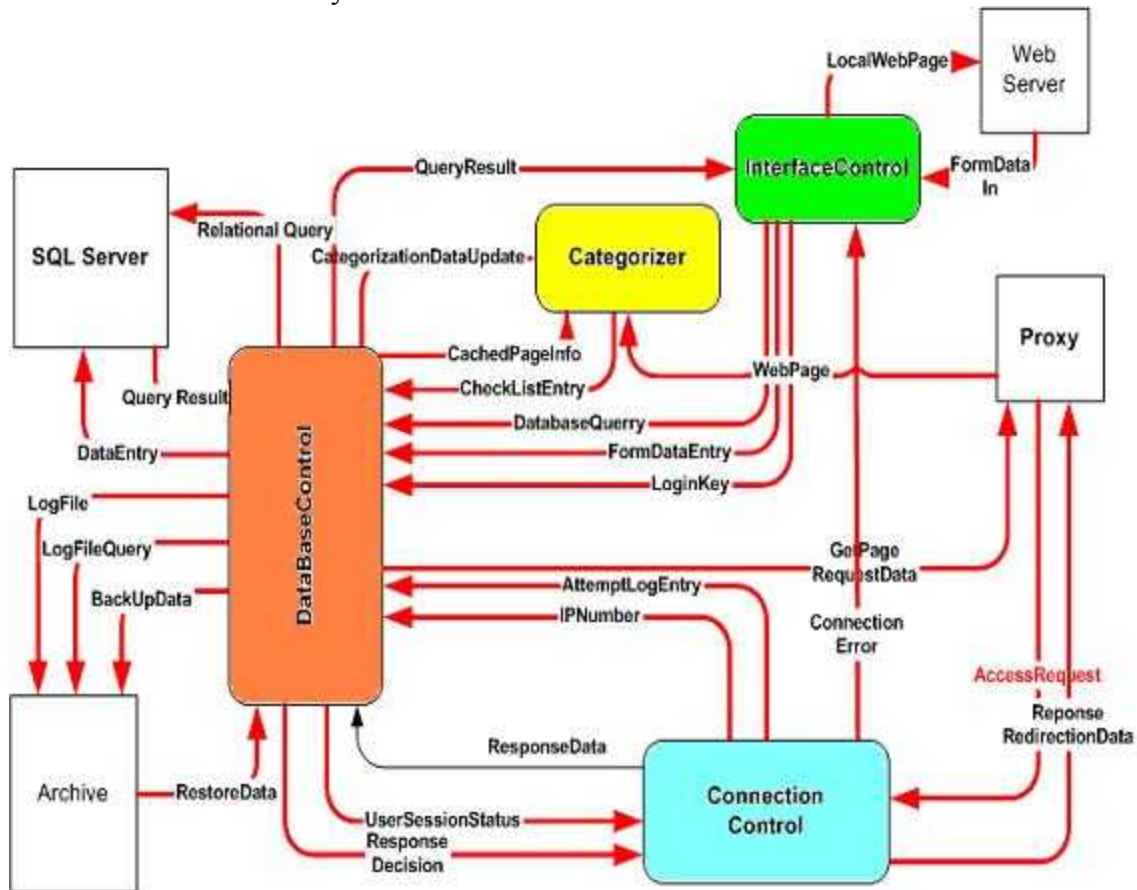 LocalWebPage
Web
Server
QueryResult
InterfaceControl
FormData
In
Relational Query
SQL Server
CategorizationDataUpdate
Categorizer
Proxy
CachedPageInfo
WebPage
Query Result
CheckListEntry
DatabaseQuerry
DataEntry
FormDataEntry
LoginKey
DataBaseControl
LogFile
LogFileQuery
GetPage
RequestData
AttemptLogEntry
BackUpData
IPNumber
Connection
Error
AccessRequest
Reponse
RedirectionData
ResponseData
Archive
RestoreData
Connection
Control
UserSessionStatus
Response
Decision